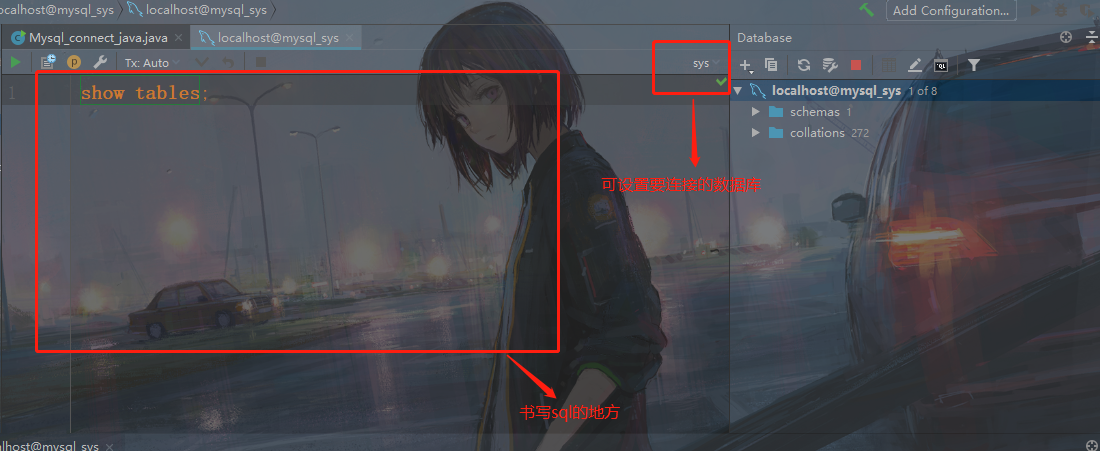 localhost@mysql_sys 〉 localhost@mysql_sys 〉
Add Configuration...
Mysql_connect_java.java × localhost@mysql_sys ×
Database
Tx: Auto
sys
1 show tables;
localhost@mysql_sys 1 of 8
schemas 1
collations 272
可设置要连接的数据库
书写sql的地方
alhost@mysql_sys ×